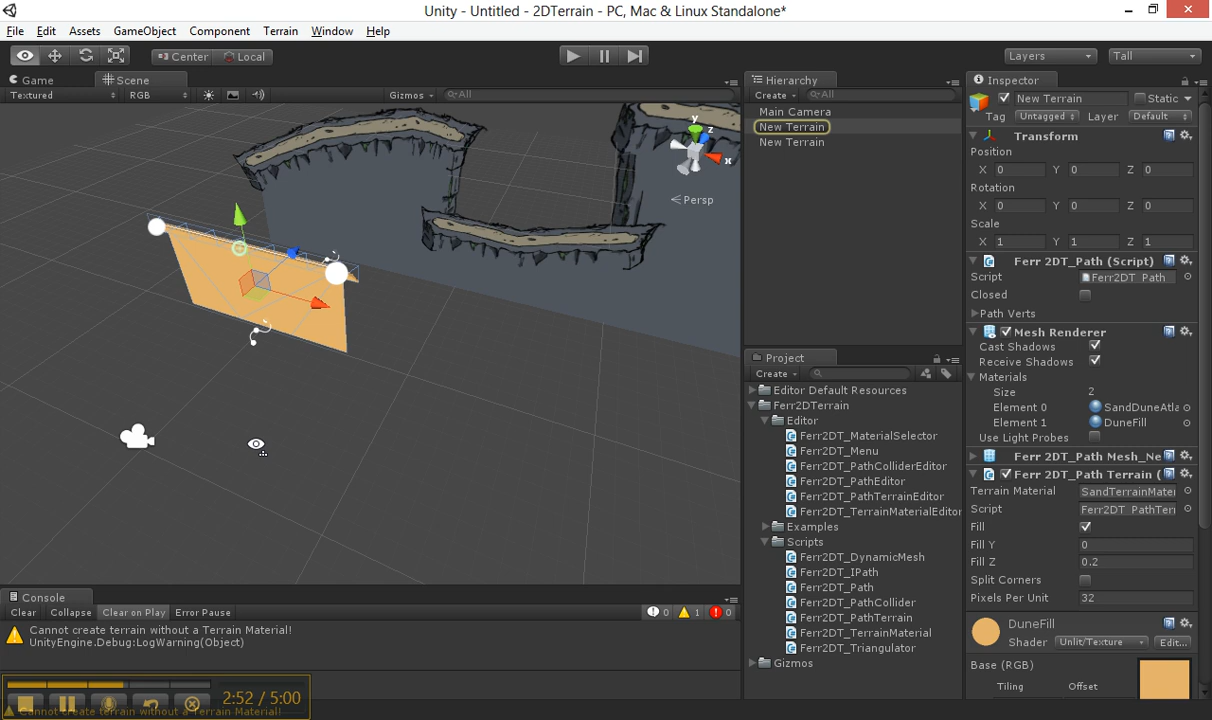 Unity - Untitled - 2DTerrain - PC, Mac & Linux Standalone*
File Edit Assets GameObject Component Terrain Window Help
Center Local Layers Tall
Game Scene
Textured RGB Gizmos All
y z x
Persp
Hierarchy
Create All
Main Camera
New Terrain
New Terrain
Project
Create
Editor Default Resources
Ferr2DTerrain
Editor
Ferr2DT_MaterialSelector
Ferr2DT_Menu
Ferr2DT_PathColliderEditor
Ferr2DT_PathEditor
Ferr2DT_PathTerrainEditor
Ferr2DT_TerrainMaterialEditor
Examples
Scripts
Ferr2DT_DynamicMesh
Ferr2DT_IPath
Ferr2DT_Path
Ferr2DT_PathCollider
Ferr2DT_PathTerrain
Ferr2DT_TerrainMaterial
Ferr2DT_Triangulator
Gizmos
Inspector
New Terrain Static
Tag Untagged Layer Default
Transform
Position
X 0 Y 0 Z 0
Rotation
X 0 Y 0 Z 0
Scale
X 1 Y 1 Z 1
Ferr 2DT_Path (Script)
Script Ferr2DT_Path
Closed
Path Verts
Mesh Renderer
Cast Shadows
Receive Shadows
Materials
Size 2
Element 0 SandDuneAtla
Element 1 DuneFill
Use Light Probes
Ferr 2DT_Path Mesh_Ne
Ferr 2DT_Path Terrain (
Terrain Material SandTerrainMater
Script Ferr2DT_PathTerr
Fill
Fill Y 0
Fill Z 0.2
Split Corners
Pixels Per Unit 32
DuneFill
Shader Unlit/Texture Edit...
Base (RGB)
Tiling Offset
Console
Clear Collapse Clear on Play Error Pause 0 1 0
Cannot create terrain without a Terrain Material!
UnityEngine.Debug:LogWarning(Object)
2:52 / 5:00
Cannot create terrain without a Terrain Material!